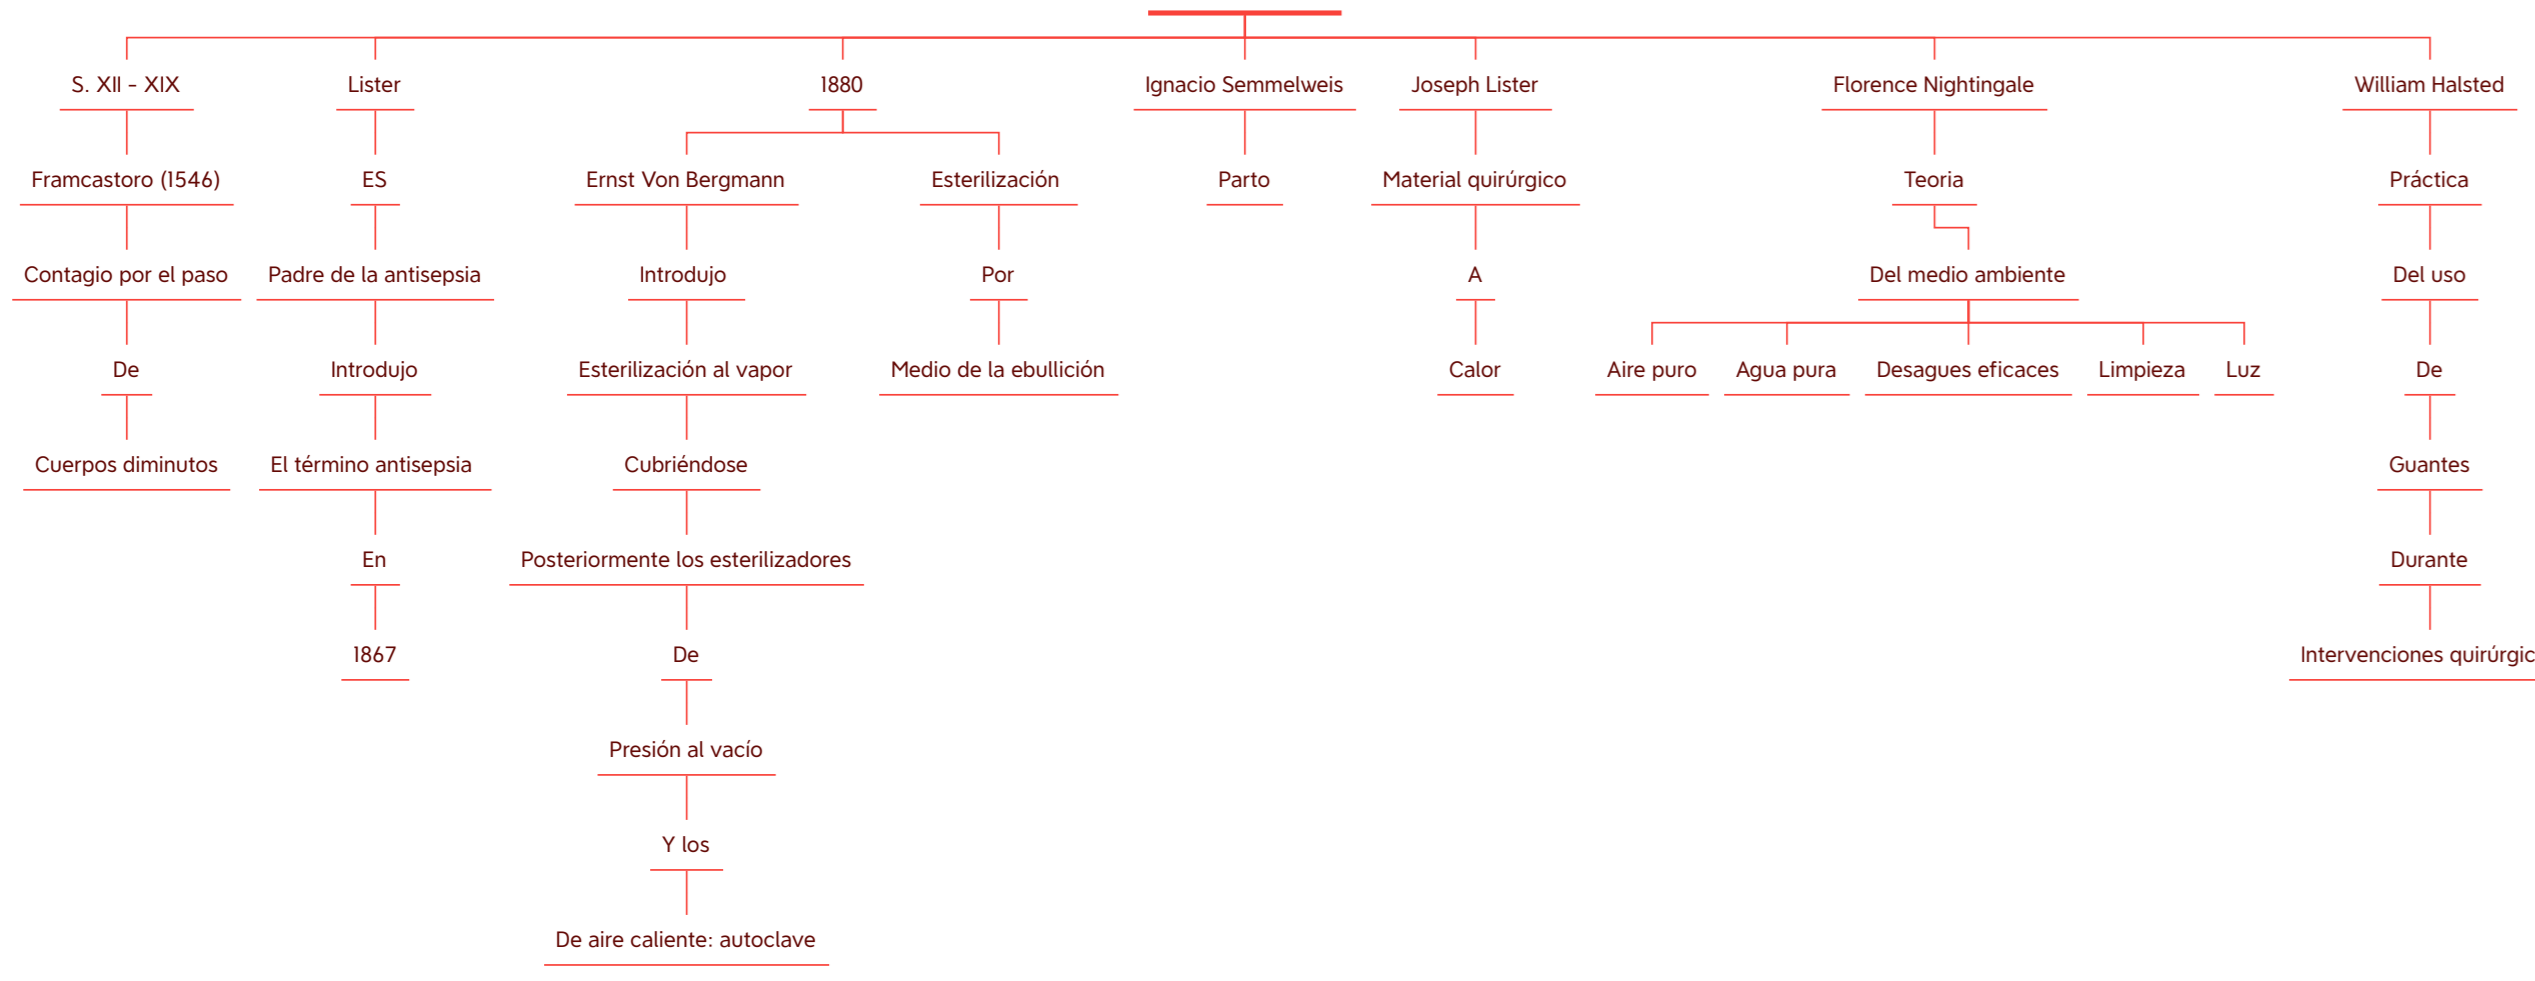 S. XII - XIX
Lister
1880
Ignacio Semmelweis
Joseph Lister
Florence Nightingale
William Halsted
Framcastoro (1546)
ES
Ernst Von Bergmann
Esterilización
Parto
Material quirúrgico
Teoria
Práctica
Contagio por el paso
Padre de la antisepsia
Introdujo
Por
A
Del medio ambiente
Del uso
De
Introdujo
Esterilización al vapor
Medio de la ebullición
Calor
Aire puro
Agua pura
Desagues eficaces
Limpieza
Luz
De
Cuerpos diminutos
El término antisepsia
Cubriéndose
Guantes
En
Posteriormente los esterilizadores
Durante
1867
De
Intervenciones quirúrgic
Presión al vacío
Y los
De aire caliente: autoclave